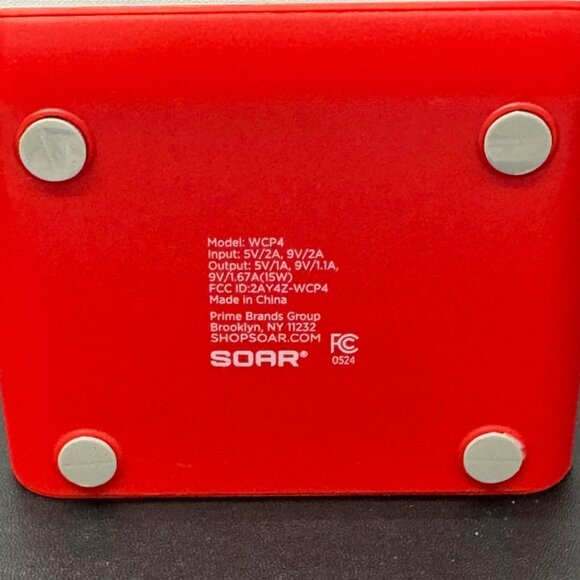 Model: WCP4
Input: 5V/2A, 9V/2A
Output: 5V/1A, 9V/1.1A,
9V/1.67A(15W)
FCC ID:2AY4Z-WCP4
Made in China
Prime Brands Group
Brooklyn, NY 11232
SHOPSOAR.COM
SOAR®
FC
0524